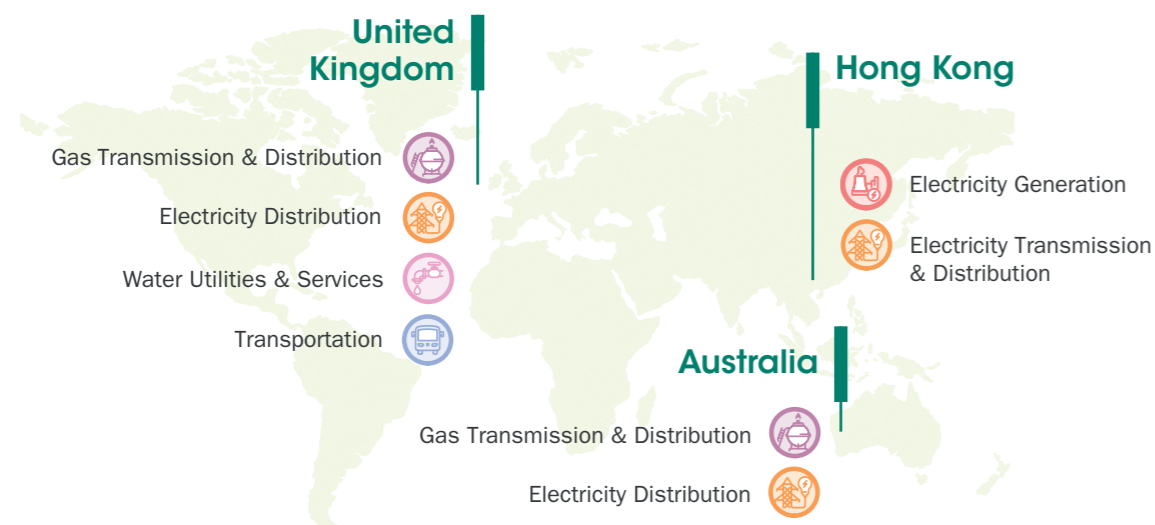 United
Kingdom
Gas Transmission & Distribution
Electricity Distribution
Water Utilities & Services
Transportation
Hong Kong
Electricity Generation
Electricity Transmission
& Distribution
Australia
Gas Transmission & Distribution
Electricity Distribution